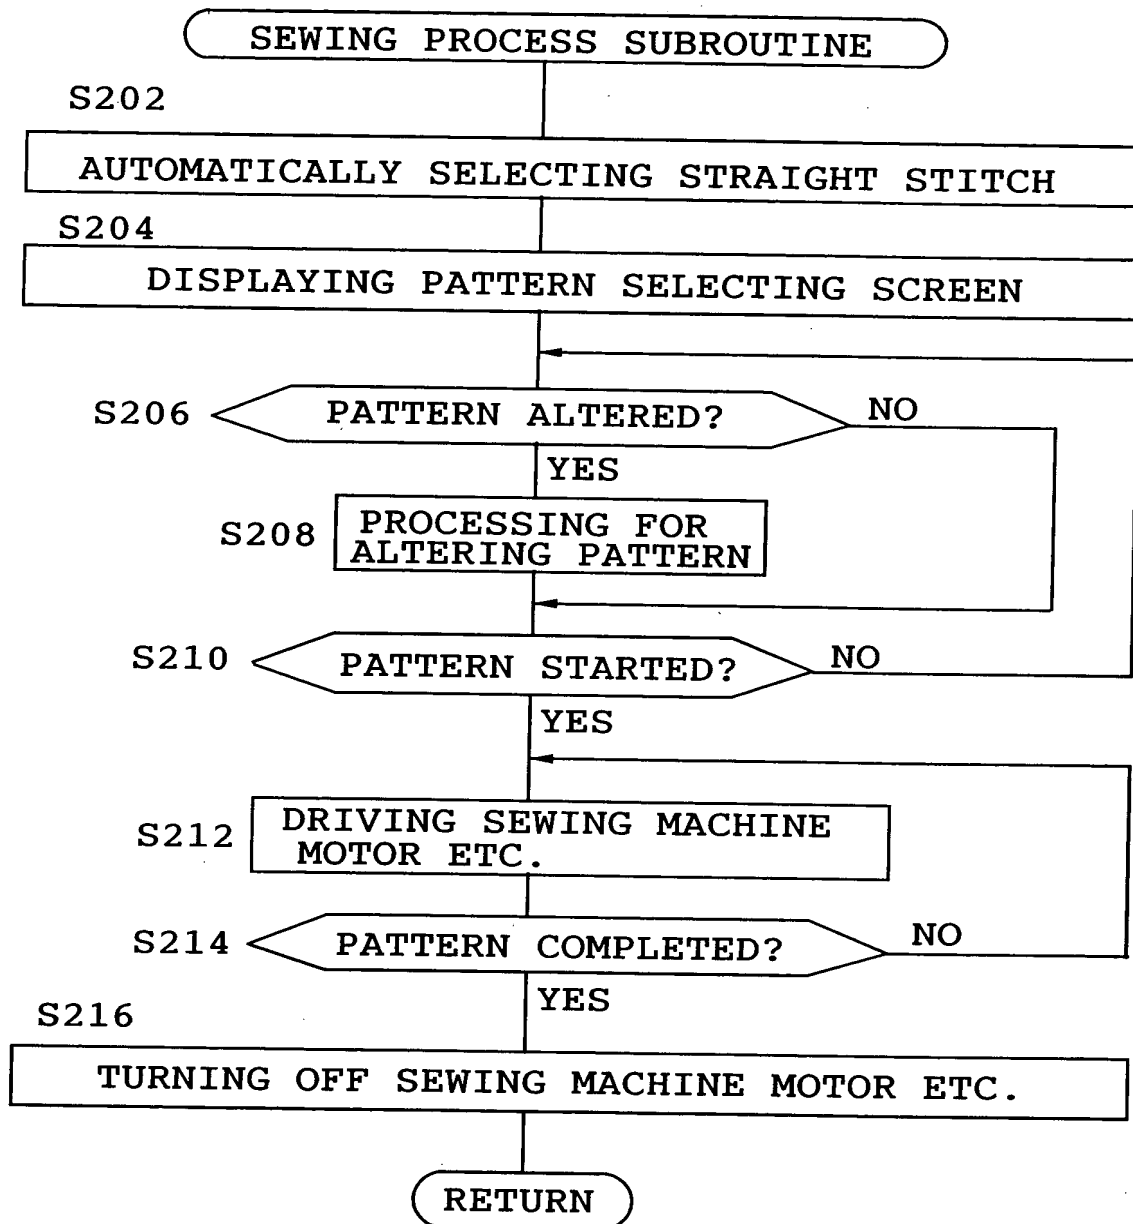 SEWING PROCESS SUBROUTINE
S202
AUTOMATICALLY SELECTING STRAIGHT STITCH
S204
DISPLAYING PATTERN SELECTING SCREEN
S206
PATTERN ALTERED?
NO
YES
S208
PROCESSING FOR
ALTERING PATTERN
S210
PATTERN STARTED?
NO
YES
S212
DRIVING SEWING MACHINE
MOTOR ETC.
S214
PATTERN COMPLETED?
NO
YES
S216
TURNING OFF SEWING MACHINE MOTOR ETC.
RETURN